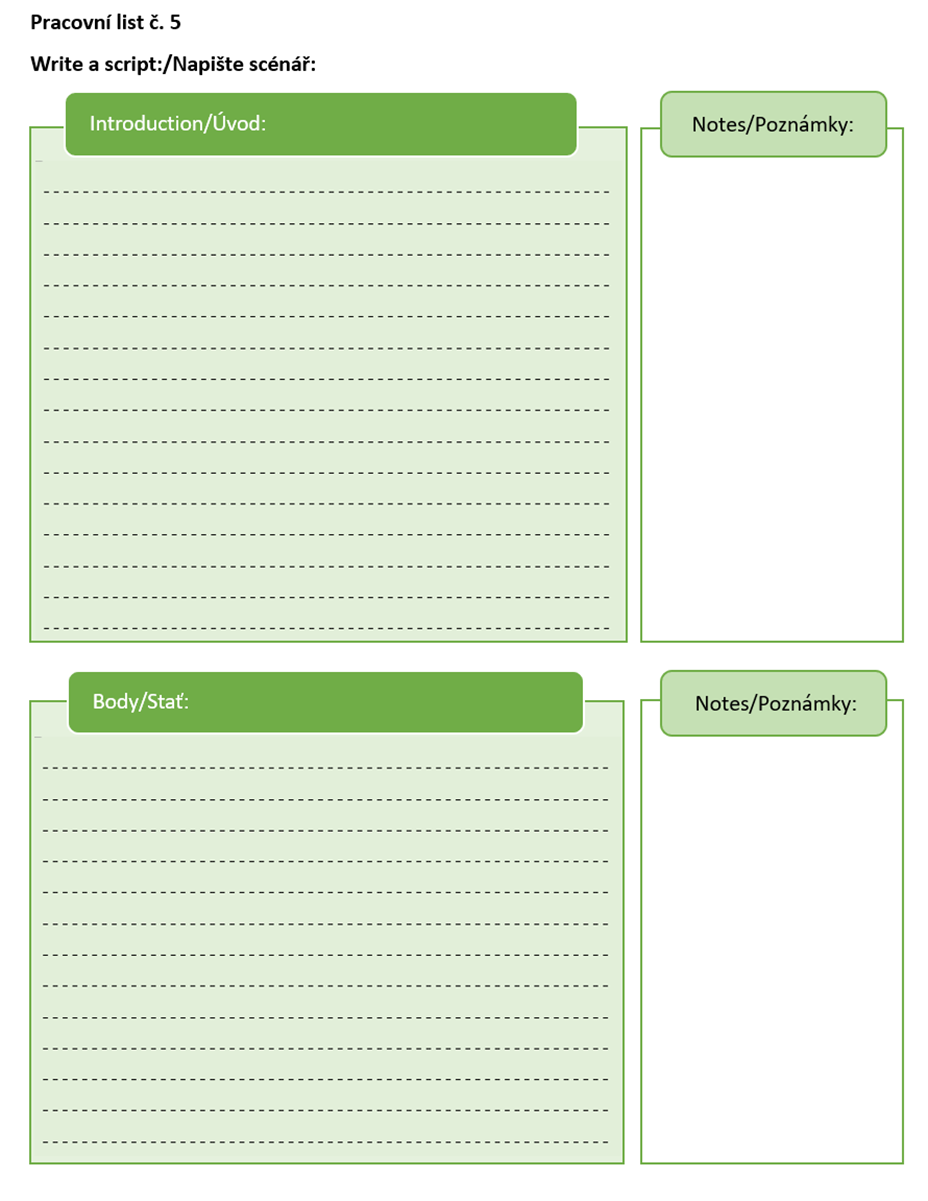 Pracovní list č. 5
Write a script:/Napište scénář:
Introduction/Úvod:
Notes/Poznámky:
Body/Stať:
Notes/Poznámky: